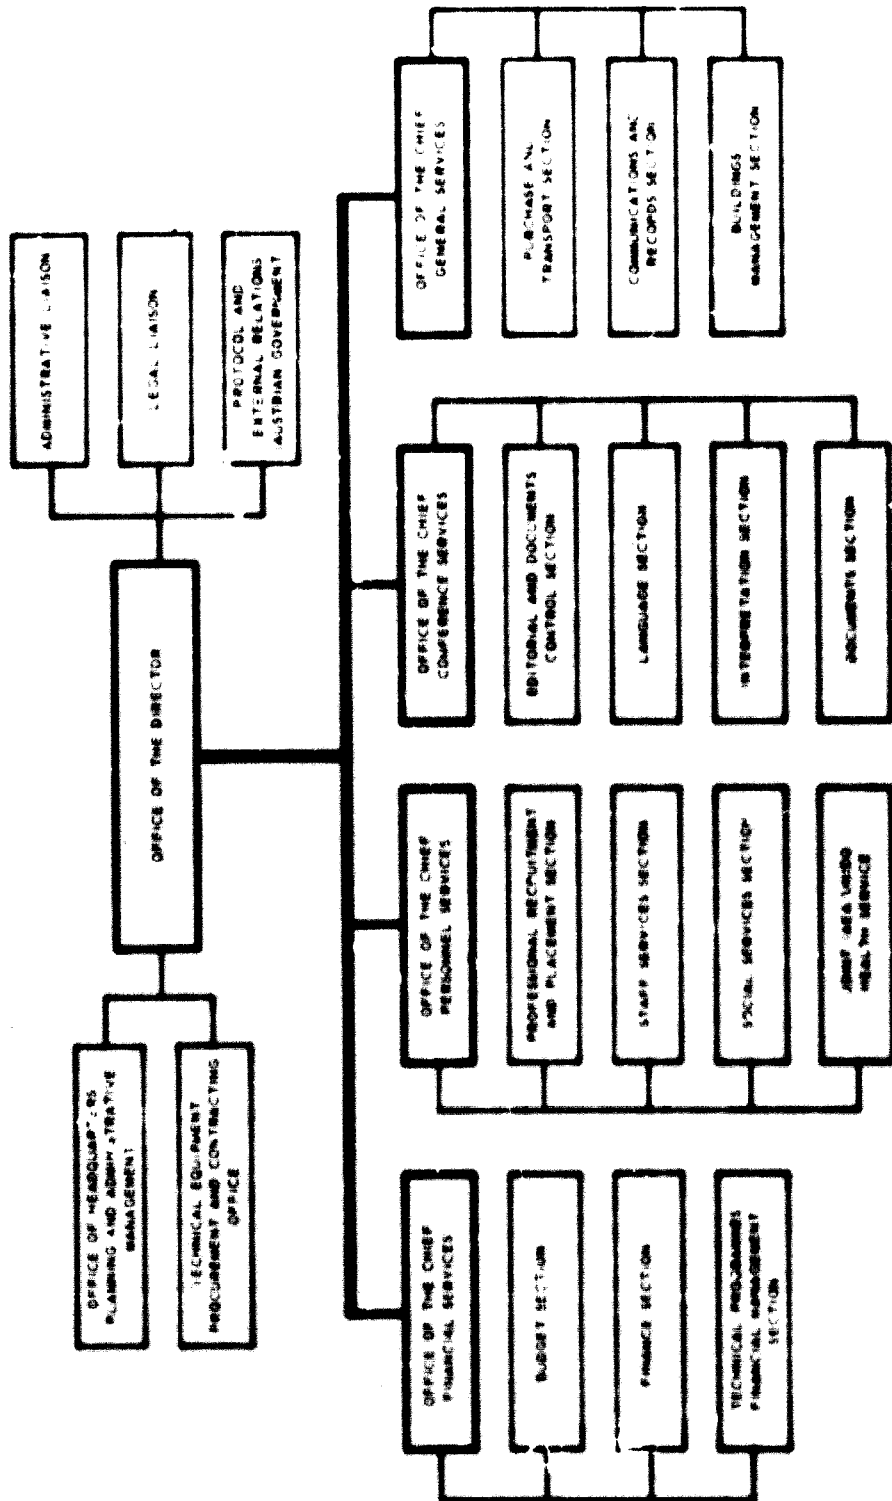 ADMINISTRATIVE LIAISON
LEGAL LIAISON
PROTOCOL AND
EXTERNAL RELATIONS
(AUSTRIAN GOVERNMENT)
OFFICE OF THE DIRECTOR
OFFICE OF HEADQUARTERS
PLANNING AND ADMINISTRATIVE
MANAGEMENT
TECHNICAL EQUIPMENT
PROCUREMENT AND CONTRACTING
OFFICE
OFFICE OF THE CHIEF
FINANCIAL SERVICES
BUDGET SECTION
FINANCE SECTION
TECHNICAL PROGRAMMES
FINANCIAL MANAGEMENT
SECTION
OFFICE OF THE CHIEF
PERSONNEL SERVICES
PROFESSIONAL RECRUITMENT
AND PLACEMENT SECTION
STAFF SERVICES SECTION
SOCIAL SERVICES SECTION
JOINT IAEA UNIDO
HEALTH SERVICE
OFFICE OF THE CHIEF
CONFERENCE SERVICES
EDITORIAL AND DOCUMENTS
CONTROL SECTION
LANGUAGE SECTION
INTERPRETATION SECTION
DOCUMENTS SECTION
OFFICE OF THE CHIEF
GENERAL SERVICES
PURCHASE AND
TRANSPORT SECTION
COMMUNICATIONS AND
RECORDS SECTION
BUILDINGS
MANAGEMENT SECTION